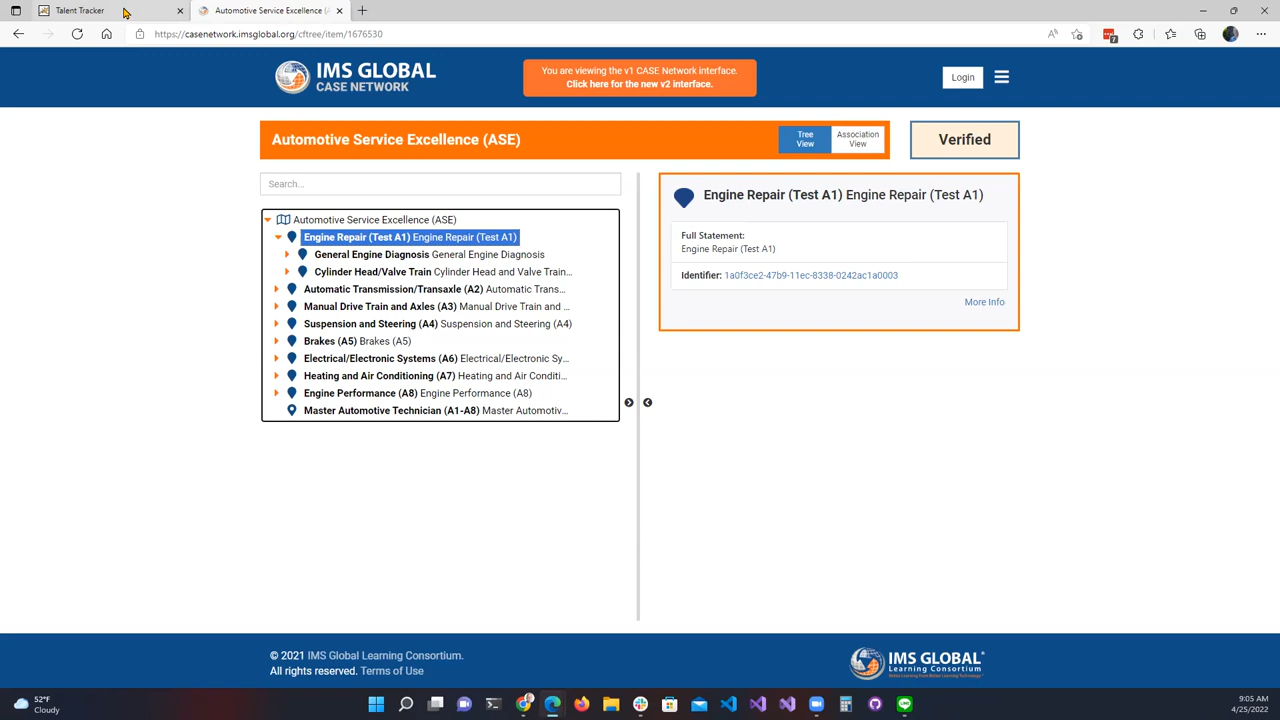 Talent Tracker
Automotive Service Excellence (A
https://casenetwork.imsglobal.org/cftree/item/1676530
7
IMS GLOBAL
CASE NETWORK
You are viewing the v1 CASE Network interface.
Click here for the new v2 interface.
Login
Automotive Service Excellence (ASE)
Tree View
Association View
Verified
Search...
Automotive Service Excellence (ASE)
Engine Repair (Test A1) Engine Repair (Test A1)
General Engine Diagnosis General Engine Diagnosis
Cylinder Head/Valve Train Cylinder Head and Valve Train...
Automatic Transmission/Transaxle (A2) Automatic Trans...
Manual Drive Train and Axles (A3) Manual Drive Train and ...
Suspension and Steering (A4) Suspension and Steering (A4)
Brakes (A5) Brakes (A5)
Electrical/Electronic Systems (A6) Electrical/Electronic Sy...
Heating and Air Conditioning (A7) Heating and Air Conditi...
Engine Performance (A8) Engine Performance (A8)
Master Automotive Technician (A1-A8) Master Automotiv...
Engine Repair (Test A1) Engine Repair (Test A1)
Full Statement:
Engine Repair (Test A1)
Identifier: 1a0f3ce2-47b9-11ec-8338-0242ac1a0003
More Info
© 2021 IMS Global Learning Consortium.
All rights reserved. Terms of Use
IMS GLOBAL
Learning Consortium
52°F
Cloudy
9:05 AM
4/25/2022